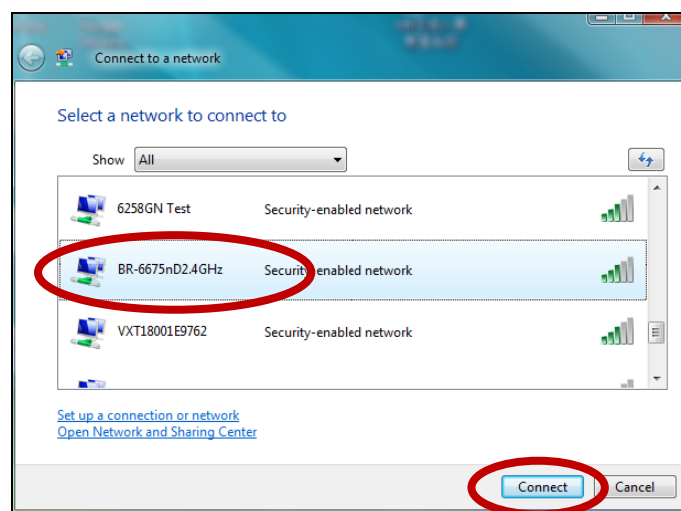 Connect to a network
Select a network to connect to
Show All
6258GN Test Security-enabled network
BR-6675nD2.4GHz Security-enabled network
VXT18001E9762 Security-enabled network
Set up a connection or network
Open Network and Sharing Center
Connect Cancel